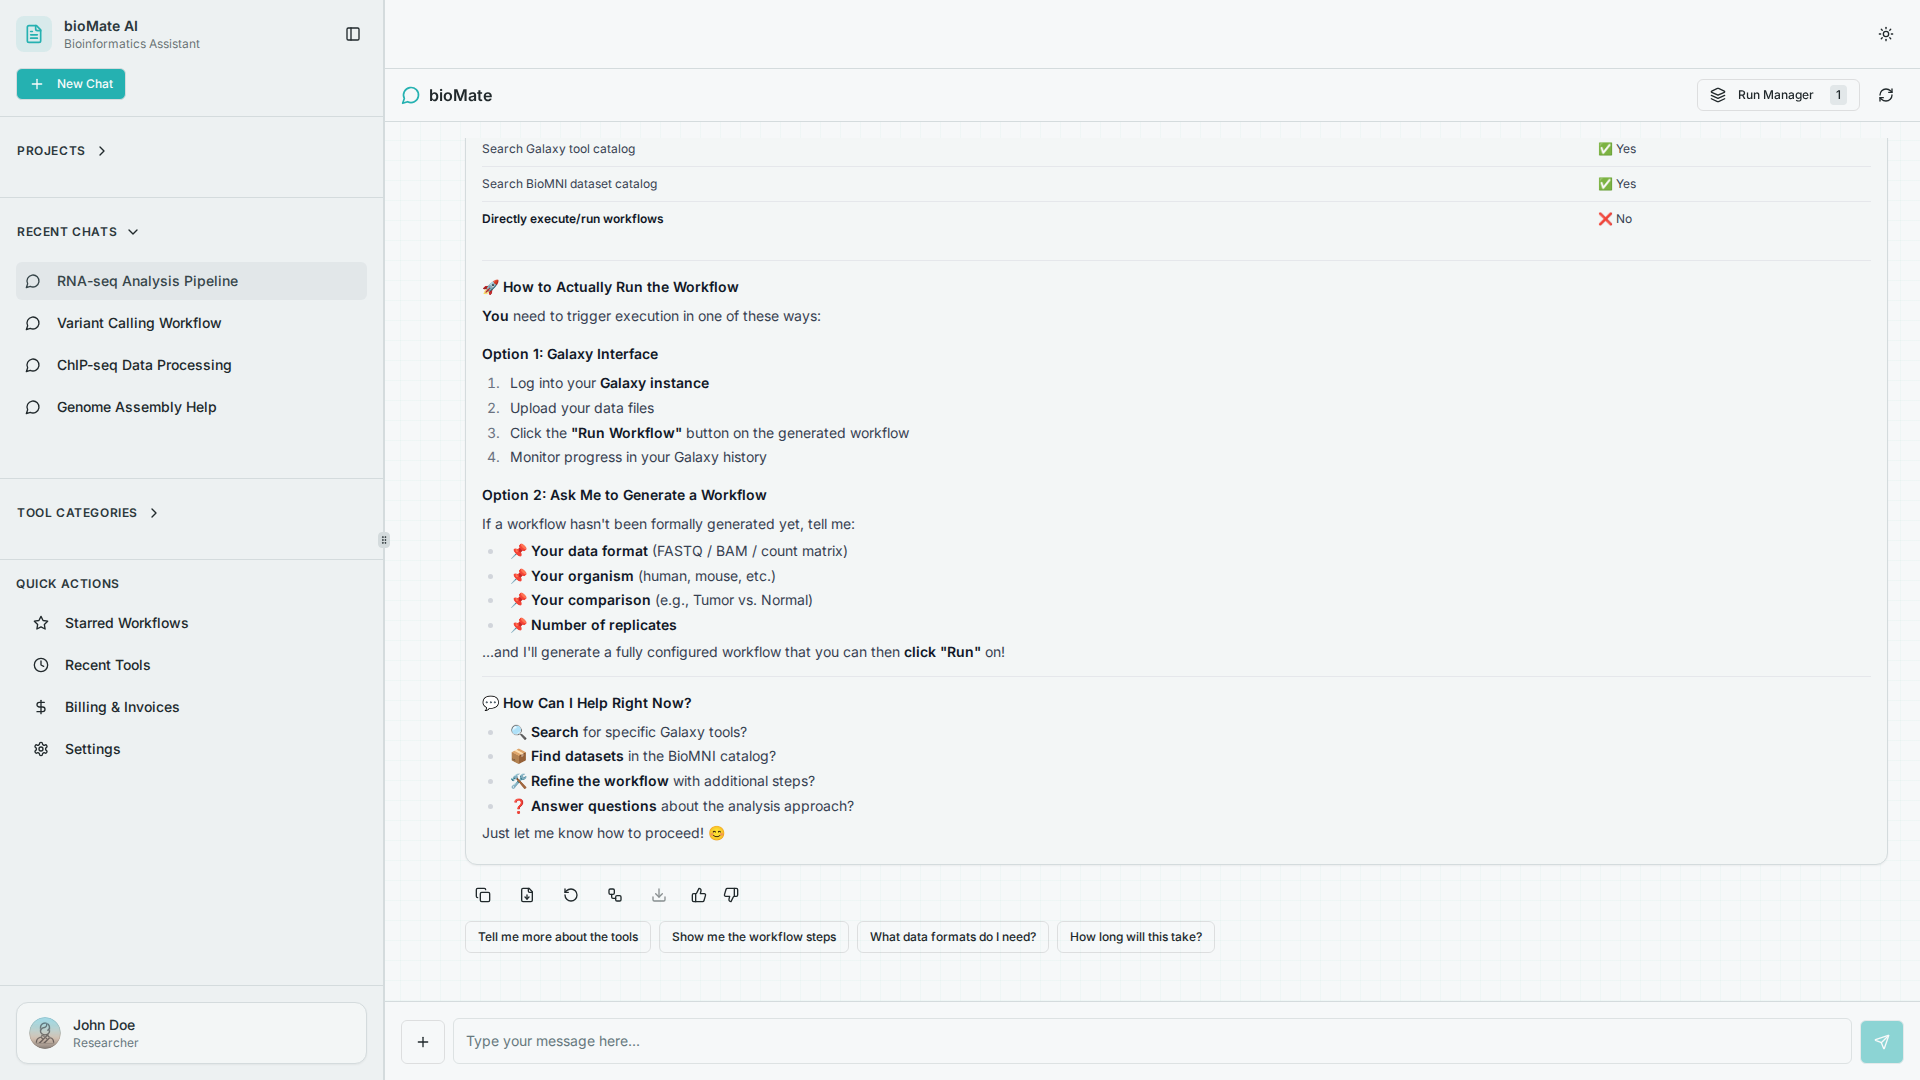 bioMate AI
Bioinformatics Assistant
New Chat
PROJECTS
RECENT CHATS
RNA-seq Analysis Pipeline
Variant Calling Workflow
ChIP-seq Data Processing
Genome Assembly Help
TOOL CATEGORIES
QUICK ACTIONS
Starred Workflows
Recent Tools
Billing & Invoices
Settings
John Doe
Researcher
bioMate
Run Manager 1
Search Galaxy tool catalog ✅ Yes
Search BioMNI dataset catalog ✅ Yes
Directly execute/run workflows ❌ No
🚀 How to Actually Run the Workflow
You need to trigger execution in one of these ways:
Option 1: Galaxy Interface
1. Log into your Galaxy instance
2. Upload your data files
3. Click the "Run Workflow" button on the generated workflow
4. Monitor progress in your Galaxy history
Option 2: Ask Me to Generate a Workflow
If a workflow hasn't been formally generated yet, tell me:
📌 Your data format (FASTQ / BAM / count matrix)
📌 Your organism (human, mouse, etc.)
📌 Your comparison (e.g., Tumor vs. Normal)
📌 Number of replicates
...and I'll generate a fully configured workflow that you can then click "Run" on!
💬 How Can I Help Right Now?
🔍 Search for specific Galaxy tools?
📦 Find datasets in the BioMNI catalog?
🛠️ Refine the workflow with additional steps?
❓ Answer questions about the analysis approach?
Just let me know how to proceed! 😊
Tell me more about the tools
Show me the workflow steps
What data formats do I need?
How long will this take?
Type your message here...